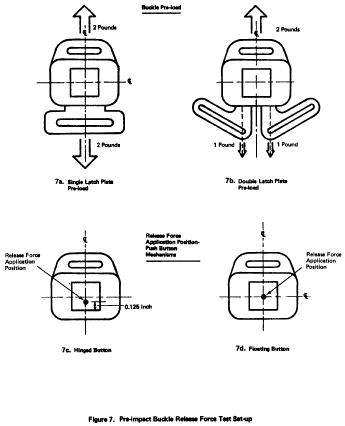 Buckle Pre-load
℄
2 Pounds
℄
2 Pounds
℄
2 Pounds
1 Pound
1 Pound
7a. Single Latch Plate
Pre-load
7b. Double Latch Plate
Pre-load
Release Force
Application Position-
Push Button
Mechanisms
℄
℄
Release Force
Application
Position
Release Force
Application
Position
0.125 Inch
℄
7c. Hinged Button
7d. Floating Button
Figure 7. Pre-impact Buckle Release Force Test Set-up